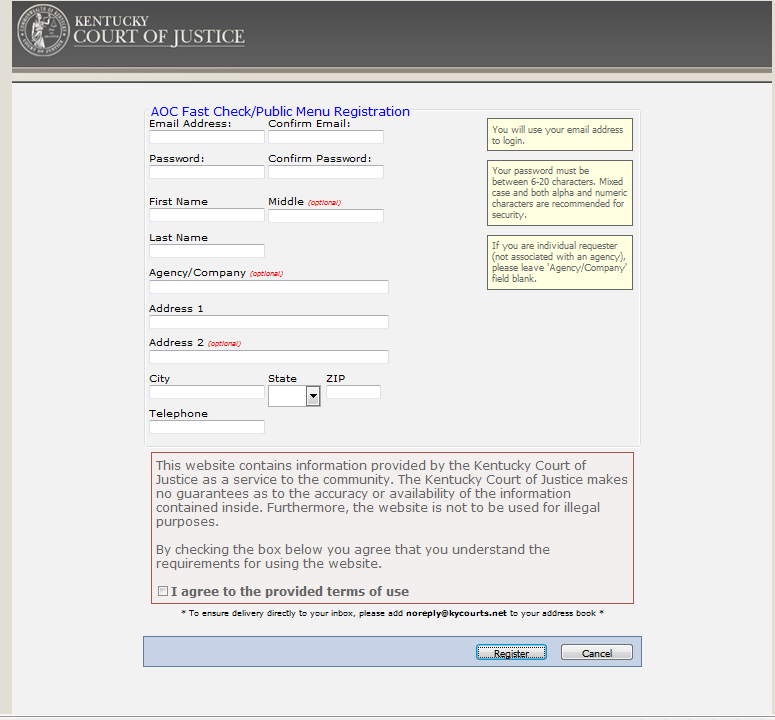 KENTUCKY
COURT OF JUSTICE
AOC Fast Check/Public Menu Registration
Email Address: Confirm Email:
Password: Confirm Password:
First Name Middle (optional)
Last Name
Agency/Company (optional)
Address 1
Address 2 (optional)
City State ZIP
Telephone
You will use your email address
to login.
Your password must be
between 6-20 characters. Mixed
case and both alpha and numeric
characters are recommended for
security.
If you are individual requester
(not associated with an agency),
please leave 'Agency/Company'
field blank.
This website contains information provided by the Kentucky Court of
Justice as a service to the community. The Kentucky Court of Justice makes
no guarantees as to the accuracy or availability of the information
contained inside. Furthermore, the website is not to be used for illegal
purposes.
By checking the box below you agree that you understand the
requirements for using the website.
I agree to the provided terms of use
* To ensure delivery directly to your inbox, please add noreply@kycourts.net to your address book *
Register Cancel